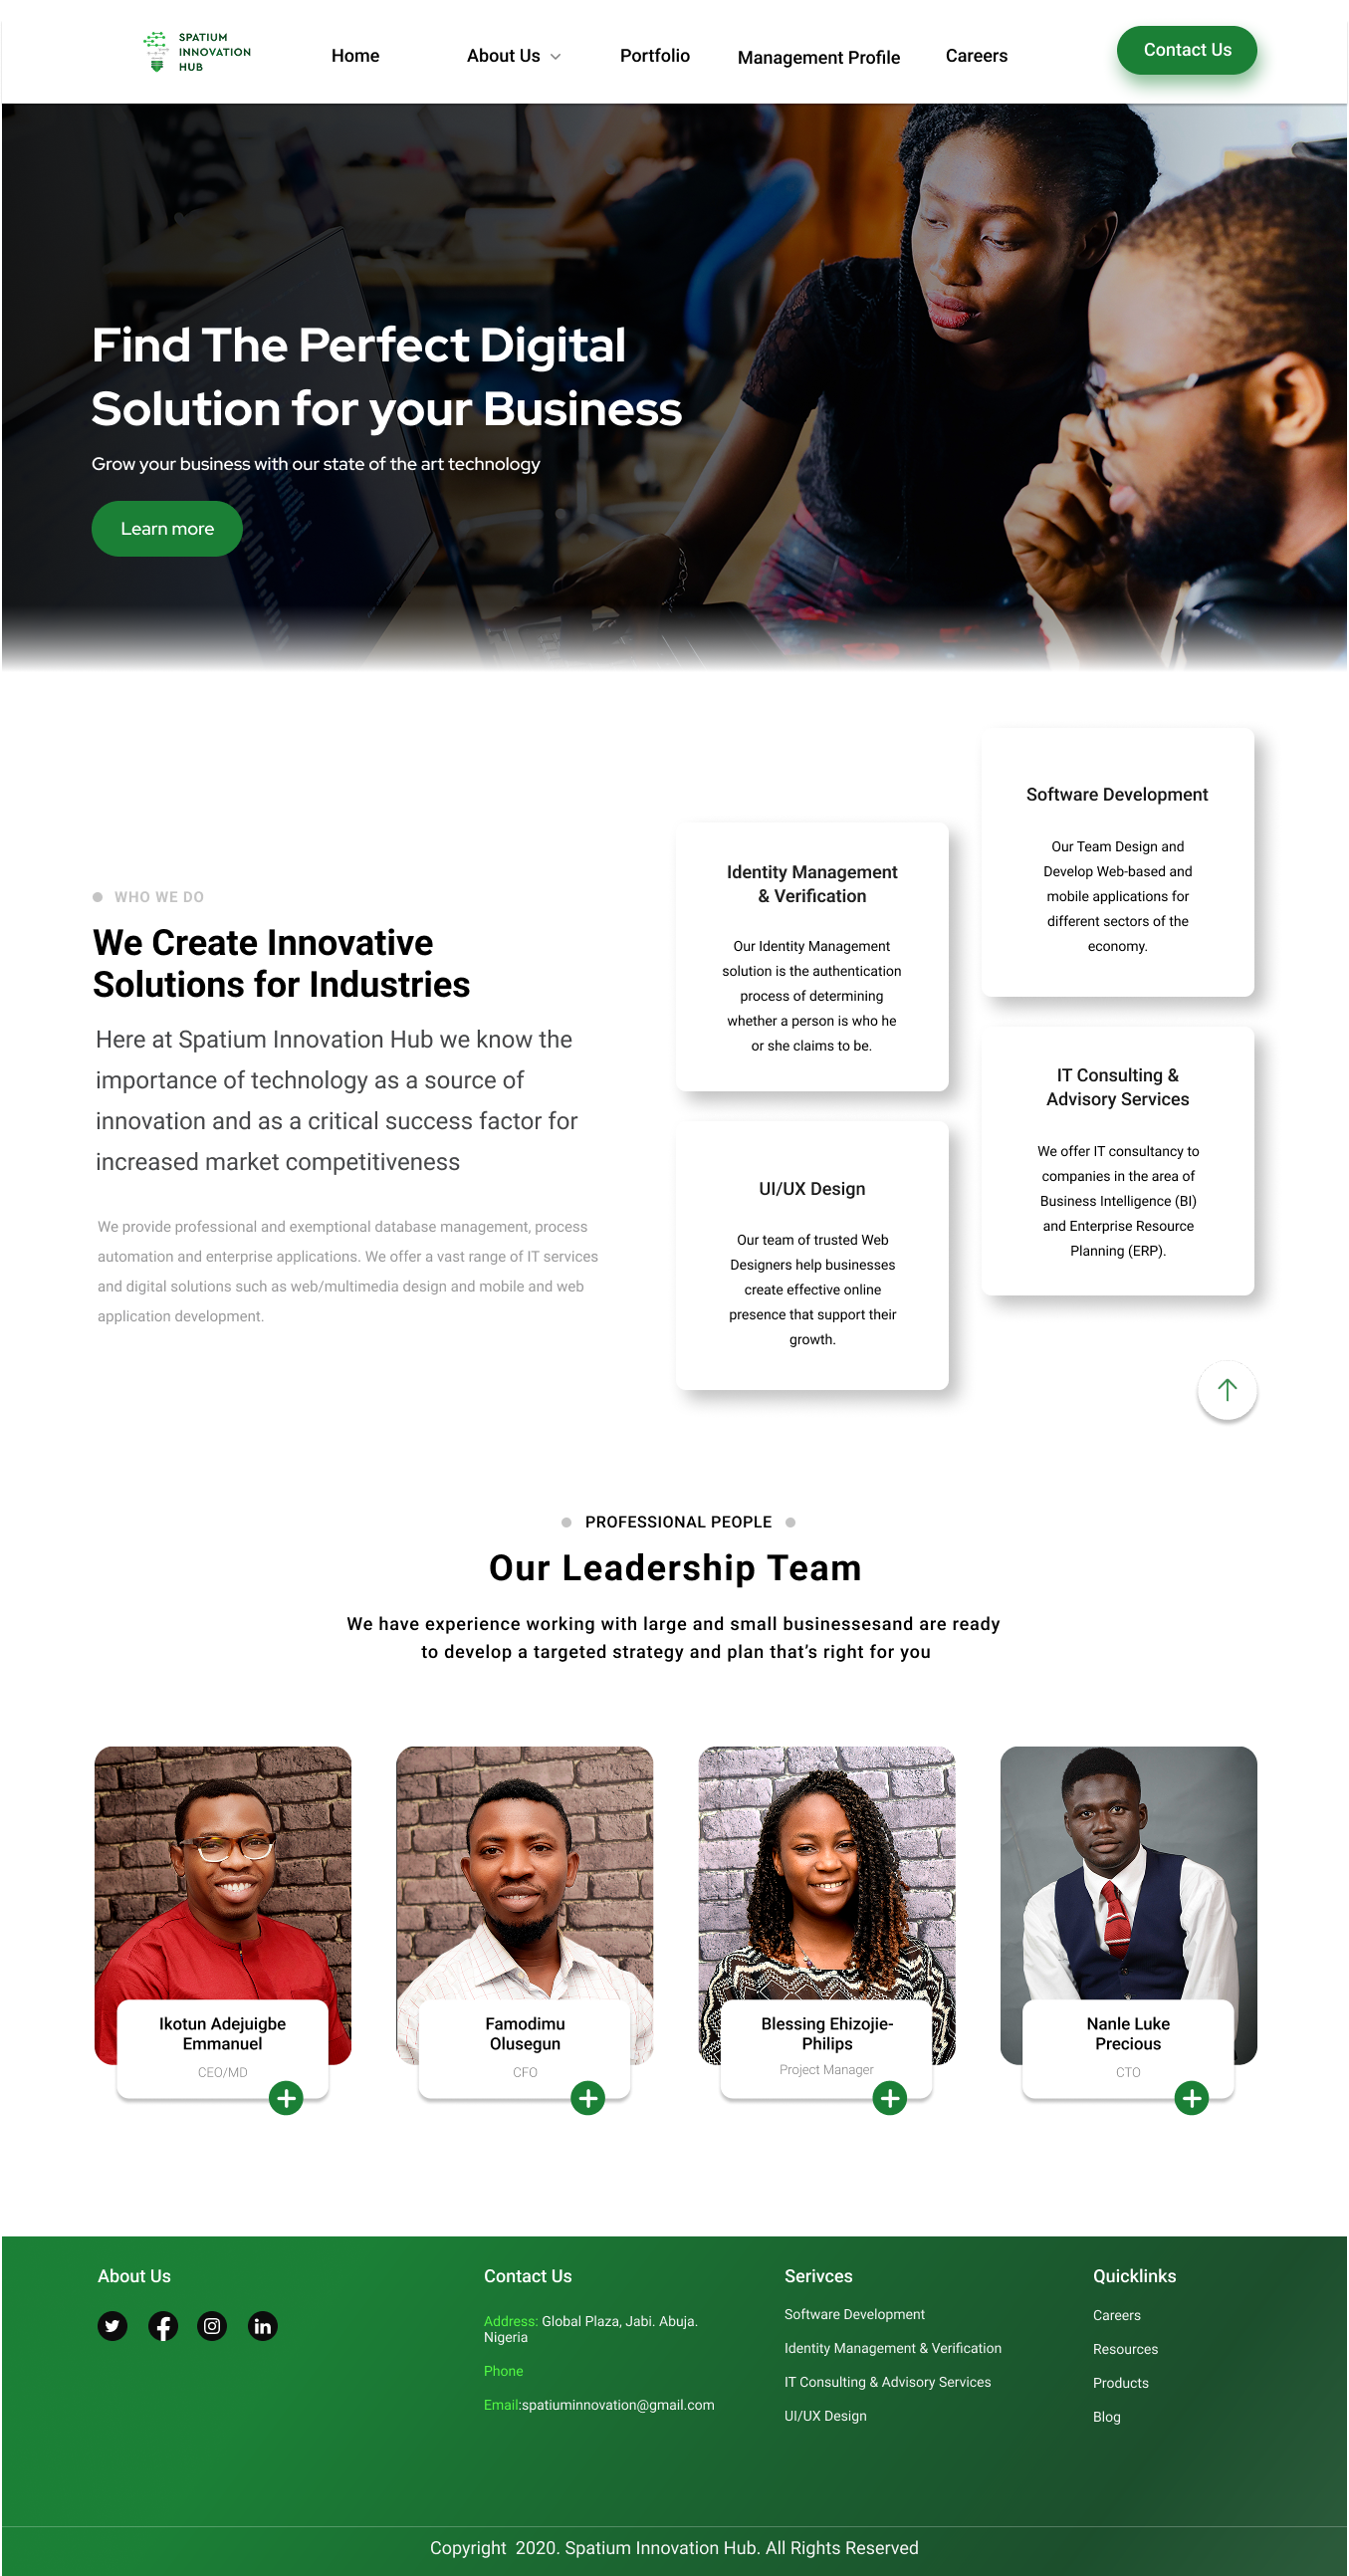 SPATIUM
INNOVATION
HUB
Home
About Us
Portfolio
Management Profile
Careers
Contact Us
Find The Perfect Digital
Solution for your Business
Grow your business with our state of the art technology
Learn more
WHO WE DO
We Create Innovative
Solutions for Industries
Here at Spatium Innovation Hub we know the
importance of technology as a source of
innovation and as a critical success factor for
increased market competitiveness
We provide professional and exemptional database management, process
automation and enterprise applications. We offer a vast range of IT services
and digital solutions such as web/multimedia design and mobile and web
application development.
Identity Management
& Verification
Our Identity Management
solution is the authentication
process of determining
whether a person is who he
or she claims to be.
UI/UX Design
Our team of trusted Web
Designers help businesses
create effective online
presence that support their
growth.
Software Development
Our Team Design and
Develop Web-based and
mobile applications for
different sectors of the
economy.
IT Consulting &
Advisory Services
We offer IT consultancy to
companies in the area of
Business Intelligence (BI)
and Enterprise Resource
Planning (ERP).
PROFESSIONAL PEOPLE
Our Leadership Team
We have experience working with large and small businessesand are ready
to develop a targeted strategy and plan that’s right for you
Ikotun Adejuigbe
Emmanuel
CEO/MD
Famodimu
Olusegun
CFO
Blessing Ehizojie-
Philips
Project Manager
Nanle Luke
Precious
CTO
About Us
Contact Us
Address: Global Plaza, Jabi. Abuja.
Nigeria
Phone
Email:spatiuminnovation@gmail.com
Serivces
Software Development
Identity Management & Verification
IT Consulting & Advisory Services
UI/UX Design
Quicklinks
Careers
Resources
Products
Blog
Copyright  2020. Spatium Innovation Hub. All Rights Reserved